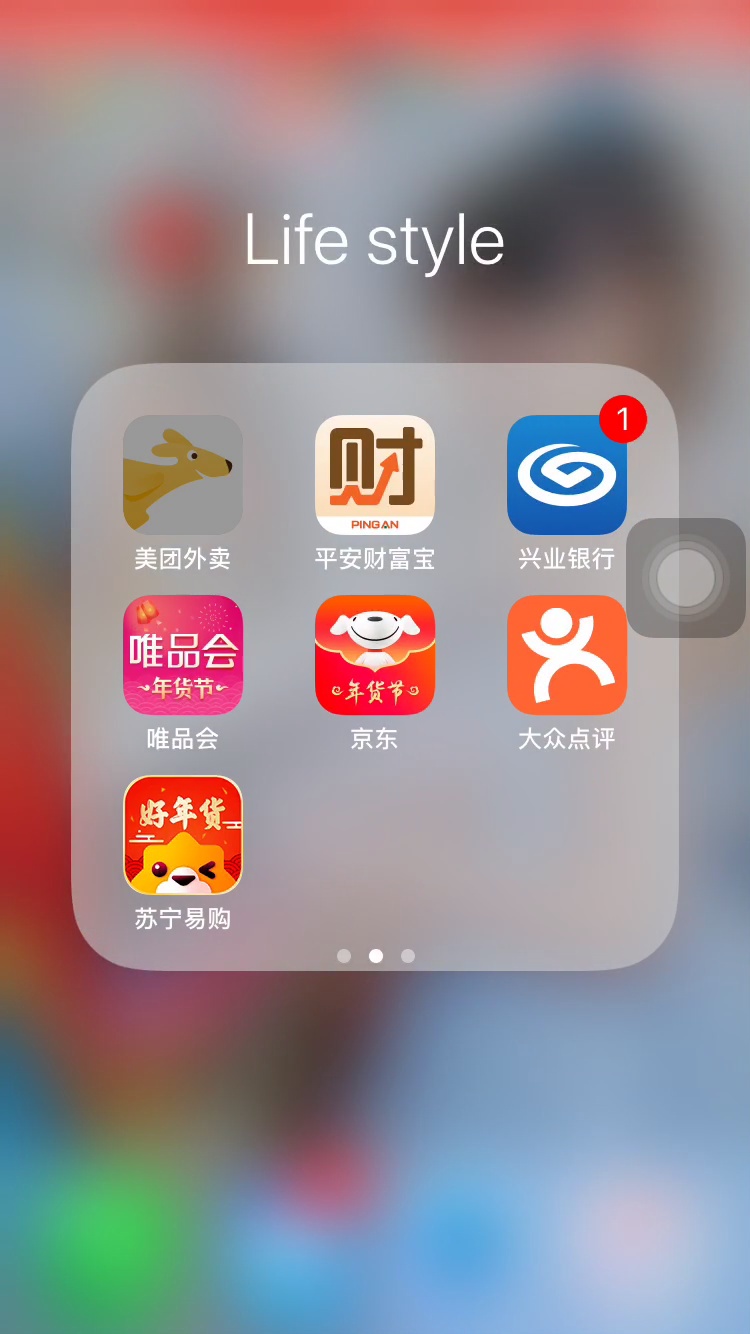 Life style
财
PINGAN
1
美团外卖
平安财富宝
兴业银行
唯品会
年货节
年货节
唯品会
京东
大众点评
好年货
苏宁易购